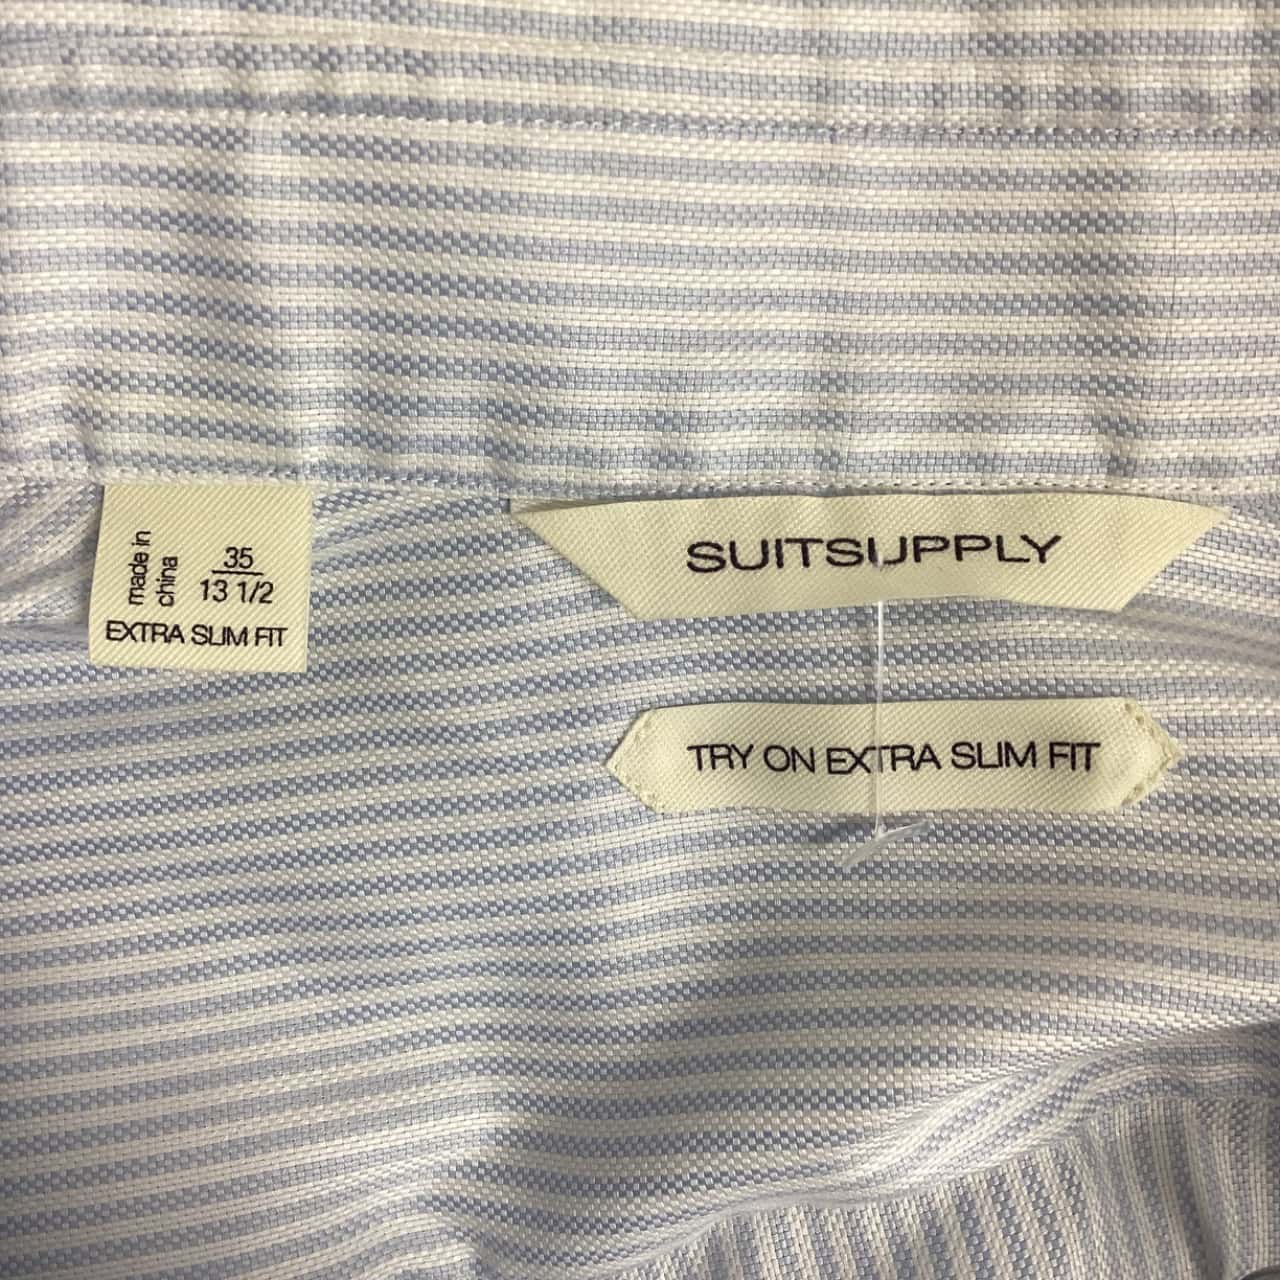 made in
china
35
13 1/2
EXTRA SLIM FIT
SUITSUPPLY
TRY ON EXTRA SLIM FIT